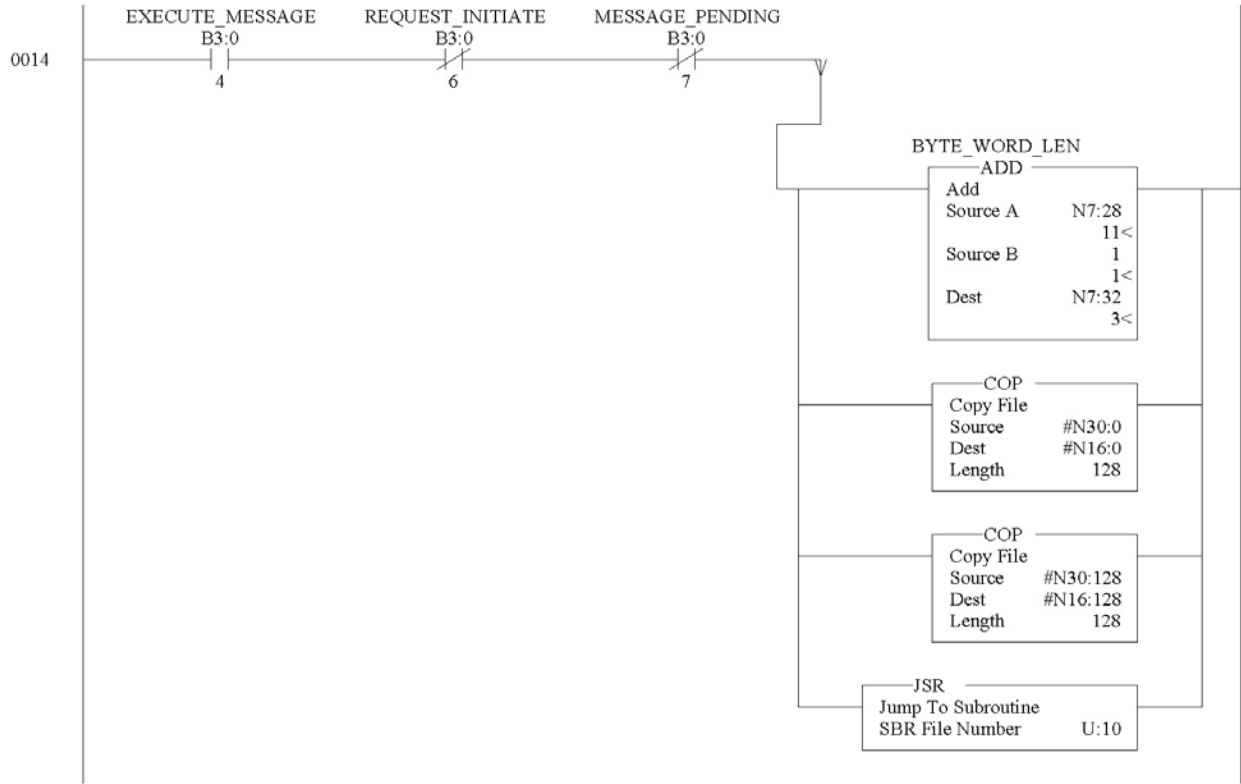 EXECUTE_MESSAGE REQUEST_INITIATE MESSAGE_PENDING
B3:0 B3:0 B3:0
0014
4 6 7
BYTE_WORD_LEN
ADD
Add
Source A N7:28
11<
Source B 1
1<
Dest N7:32
3<
COP
Copy File
Source #N30:0
Dest #N16:0
Length 128
COP
Copy File
Source #N30:128
Dest #N16:128
Length 128
JSR
Jump To Subroutine
SBR File Number U:10